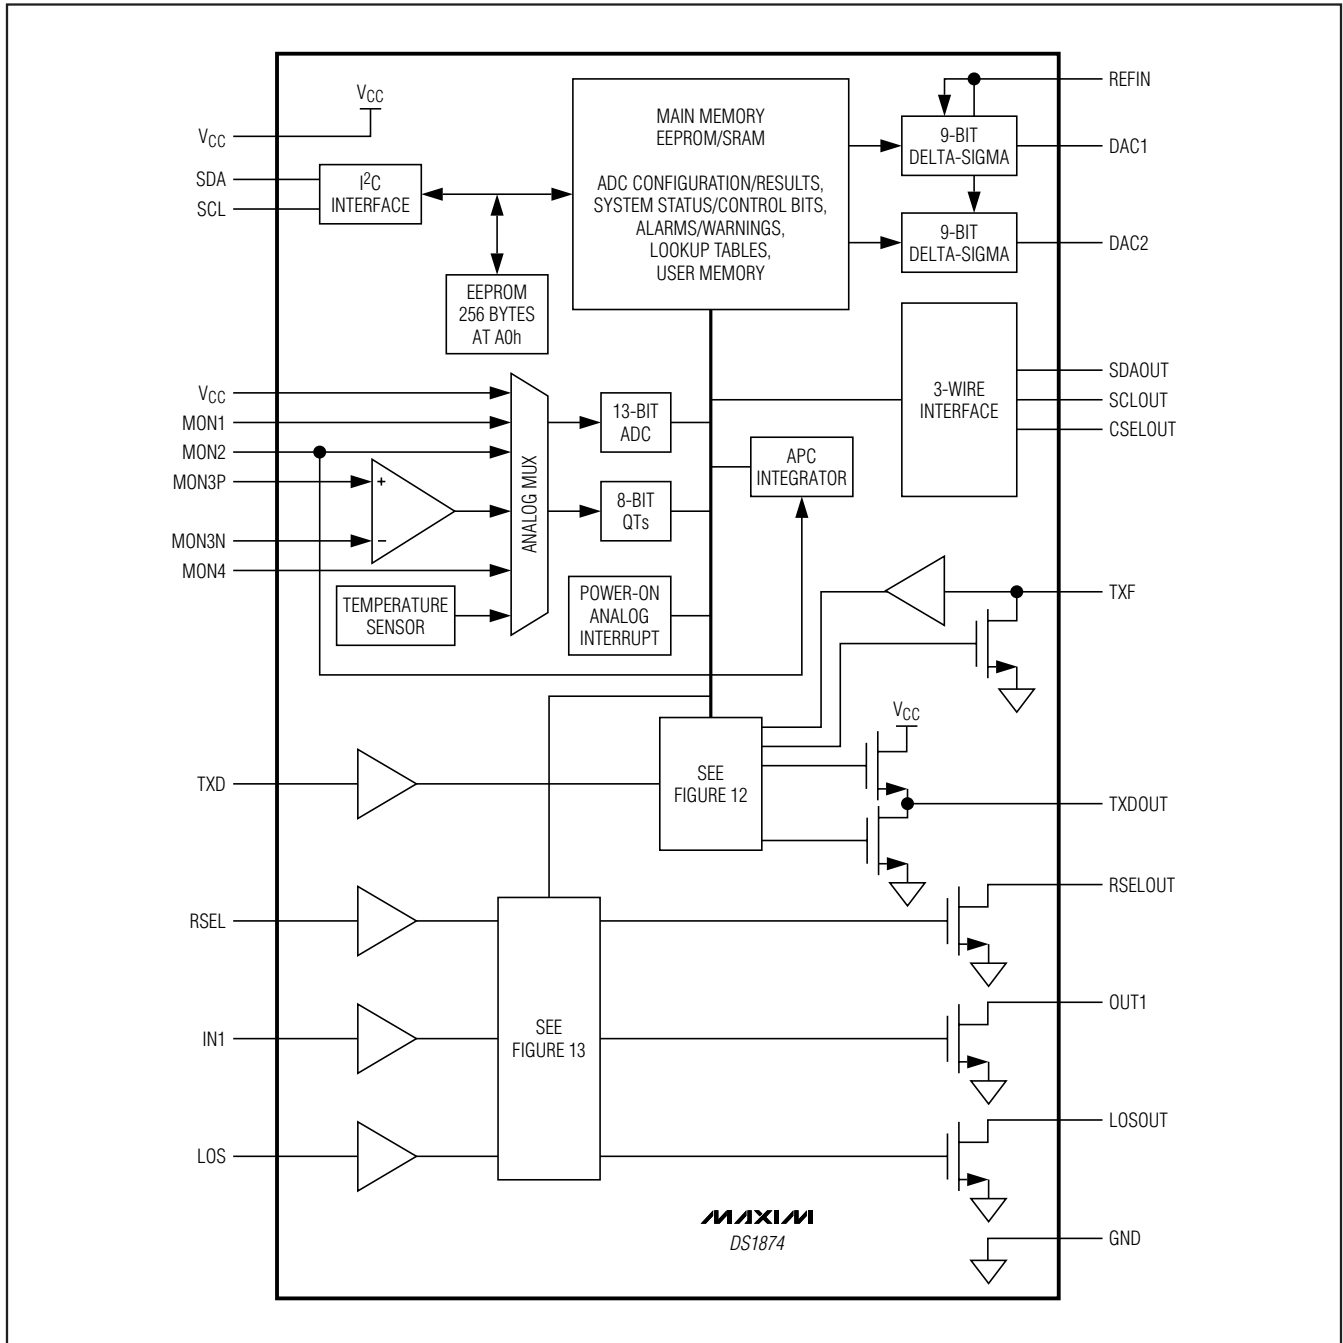 REFIN
V_CC
V_CC
MAIN MEMORY
EEPROM/SRAM
ADC CONFIGURATION/RESULTS,
SYSTEM STATUS/CONTROL BITS,
ALARMS/WARNINGS,
LOOKUP TABLES,
USER MEMORY
9-BIT
DELTA-SIGMA
DAC1
SDA
SCL
I²C
INTERFACE
9-BIT
DELTA-SIGMA
DAC2
EEPROM
256 BYTES
AT A0h
3-WIRE
INTERFACE
SDAOUT
SCLOUT
CSELOUT
V_CC
MON1
MON2
MON3P
MON3N
MON4
+
−
ANALOG MUX
13-BIT
ADC
8-BIT
QTs
APC
INTEGRATOR
TEMPERATURE
SENSOR
POWER-ON
ANALOG
INTERRUPT
TXF
V_CC
TXD
SEE
FIGURE 12
TXDOUT
RSEL
RSELOUT
IN1
SEE
FIGURE 13
OUT1
LOS
LOSOUT
MAXIM
DS1874
GND